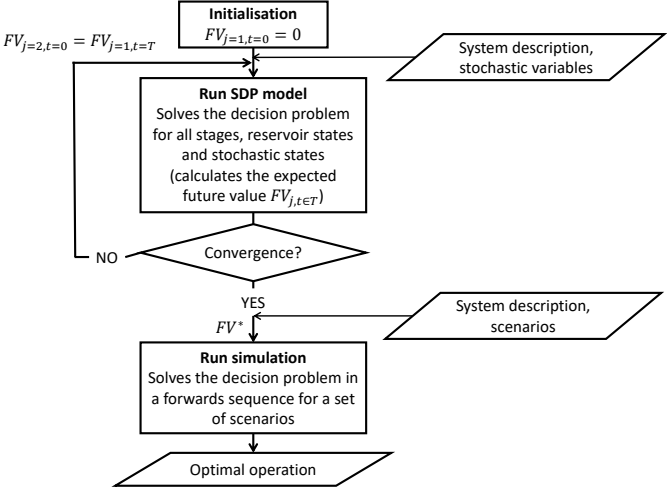 Initialisation
FV_{j=1,t=0} = 0
FV_{j=2,t=0} = FV_{j=1,t=T}
System description,
stochastic variables
Run SDP model
Solves the decision problem
for all stages, reservoir states
and stochastic states
(calculates the expected
future value FV_{j,t∈T})
Convergence?
NO
YES
FV*
System description,
scenarios
Run simulation
Solves the decision problem in
a forwards sequence for a set
of scenarios
Optimal operation